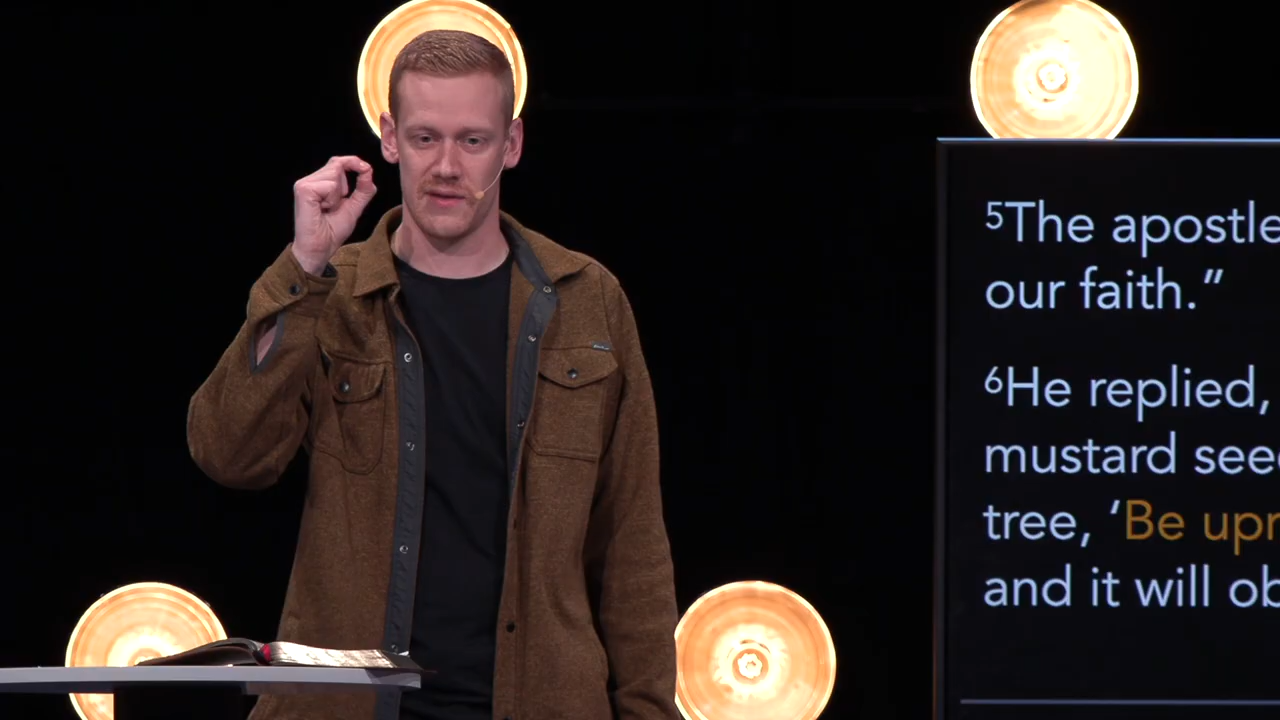 ⁵The apostle
our faith.”
⁶He replied,
mustard see
tree, ‘Be upr
and it will ob